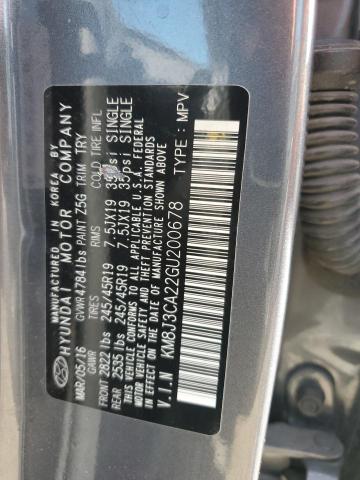 MANUFACTURED IN KOREA BY
HYUNDAI MOTOR COMPANY
MAR/05/16 GVWR 4784lbs PAINT Z5G TRIM TRY
GAWR TIRES RIMS COLD TIRE INFL
FRONT 2822 lbs 245/45R19 7.5JX19 35psi SINGLE
REAR 2535 lbs 245/45R19 7.5JX19 35psi SINGLE
THIS VEHICLE CONFORMS TO ALL APPLICABLE U.S. FEDERAL
MOTOR VEHICLE SAFETY, BUMPER, AND THEFT PREVENTION STANDARDS
IN EFFECT ON THE DATE OF MANUFACTURE SHOWN ABOVE
V.I.N KM8J3CA22GU200678 TYPE : MPV